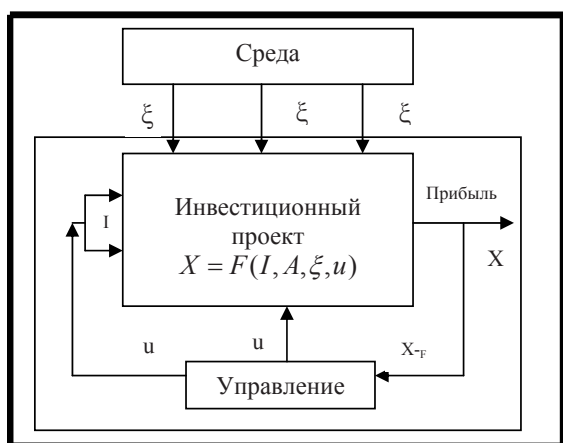 Среда
ξ ξ ξ
Прибыль
I
Инвестиционный
проект
X = F(I, A, ξ, u)
X
u u X-F
Управление